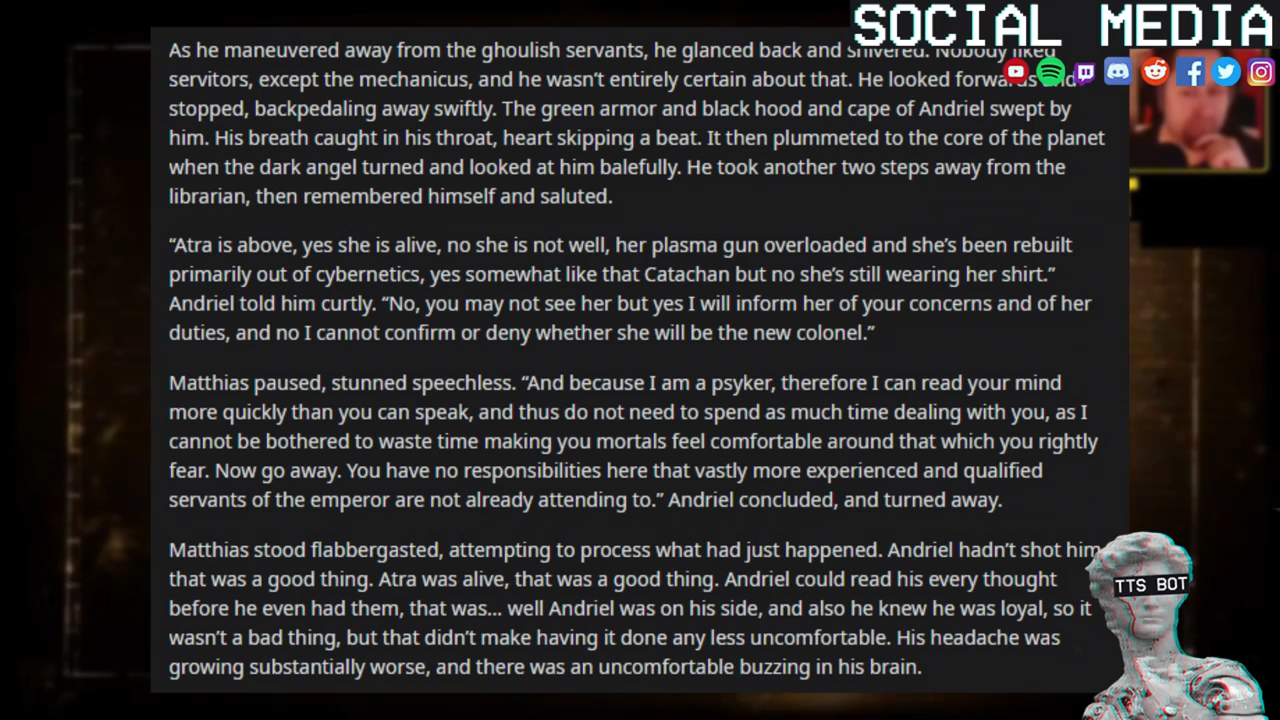 SOCIAL MEDIA
As he maneuvered away from the ghoulish servants, he glanced back and shivered. Nobody liked
servitors, except the mechanicus, and he wasn’t entirely certain about that. He looked forwards and
stopped, backpedaling away swiftly. The green armor and black hood and cape of Andriel swept by
him. His breath caught in his throat, heart skipping a beat. It then plummeted to the core of the planet
when the dark angel turned and looked at him balefully. He took another two steps away from the
librarian, then remembered himself and saluted.
“Atra is above, yes she is alive, no she is not well, her plasma gun overloaded and she’s been rebuilt
primarily out of cybernetics, yes somewhat like that Catachan but no she’s still wearing her shirt.”
Andriel told him curtly. “No, you may not see her but yes I will inform her of your concerns and of her
duties, and no I cannot confirm or deny whether she will be the new colonel.”
Matthias paused, stunned speechless. “And because I am a psyker, therefore I can read your mind
more quickly than you can speak, and thus do not need to spend as much time dealing with you, as I
cannot be bothered to waste time making you mortals feel comfortable around that which you rightly
fear. Now go away. You have no responsibilities here that vastly more experienced and qualified
servants of the emperor are not already attending to.” Andriel concluded, and turned away.
Matthias stood flabbergasted, attempting to process what had just happened. Andriel hadn’t shot him,
that was a good thing. Atra was alive, that was a good thing. Andriel could read his every thought
before he even had them, that was... well Andriel was on his side, and also he knew he was loyal, so it
wasn’t a bad thing, but that didn’t make having it done any less uncomfortable. His headache was
growing substantially worse, and there was an uncomfortable buzzing in his brain.
TTS BOT